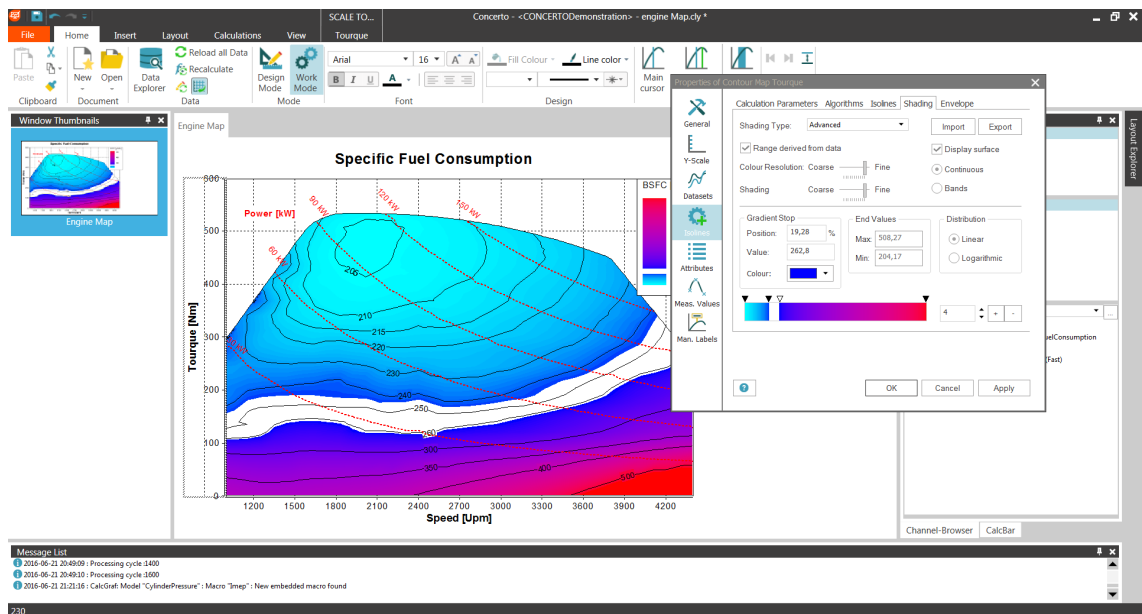 SCALE TO...
Concerto - <CONCERTODemonstration> - engine Map.cly *
File Home Insert Layout Calculations View Tourque
Paste
New Open
Data Explorer
Reload all Data
Recalculate
Design Mode
Work Mode
Arial 16 A A
Fill Colour
Line color
B I U A
Main cursor
Clipboard Document Data Mode Font Design
Window Thumbnails
Engine Map
Engine Map
Specific Fuel Consumption
Power [kW]
BSFC
60 kW
90 kW
120 kW
150 kW
205
210
215
220
230
240
250
260
300
350
400
500
Tourque [Nm]
500
400
300
200
100
0
1200 1500 1800 2100 2400 2700 3000 3300 3600 3900 4200
Speed [Upm]
Properties of Contour Map Tourque
General
Y-Scale
Datasets
Isolines
Attributes
Meas. Values
Man. Labels
Calculation Parameters Algorithms Isolines Shading Envelope
Shading Type: Advanced Import Export
Range derived from data Display surface
Colour Resolution: Coarse Fine Continuous
Shading Coarse Fine Bands
Gradient Stop End Values Distribution
Position: 19,28 % Max: 508,27 Linear
Value: 262,8 Min: 204,17 Logarithmic
Colour:
4 + -
OK Cancel Apply
uelConsumption
(Fast)
Layout Explorer
Channel-Browser CalcBar
Message List
2016-06-21 20:49:09 : Processing cycle :1400
2016-06-21 20:49:10 : Processing cycle :1600
2016-06-21 21:21:16 : CalcGraf: Model "CylinderPressure" : Macro "Imep" : New embedded macro found
230